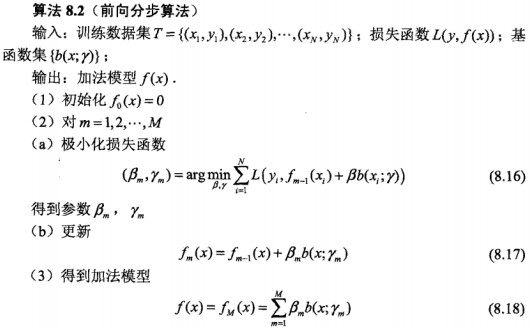 算法 8.2（前向分步算法）
输入：训练数据集 T = {(x₁, y₁), (x₂, y₂), ⋯, (x_N, y_N)}；损失函数 L(y, f(x))；基
函数集 {b(x;γ)}；
输出：加法模型 f(x).
（1）初始化 f₀(x) = 0
（2）对 m = 1, 2, ⋯, M
（a）极小化损失函数
(β_m, γ_m) = arg min_{β,γ} ∑_{i=1}^{N} L(y_i, f_{m−1}(x_i) + βb(x_i;γ)) (8.16)
得到参数 β_m， γ_m
（b）更新
f_m(x) = f_{m−1}(x) + β_m b(x;γ_m) (8.17)
（3）得到加法模型
f(x) = f_M(x) = ∑_{m=1}^{M} β_m b(x;γ_m) (8.18)